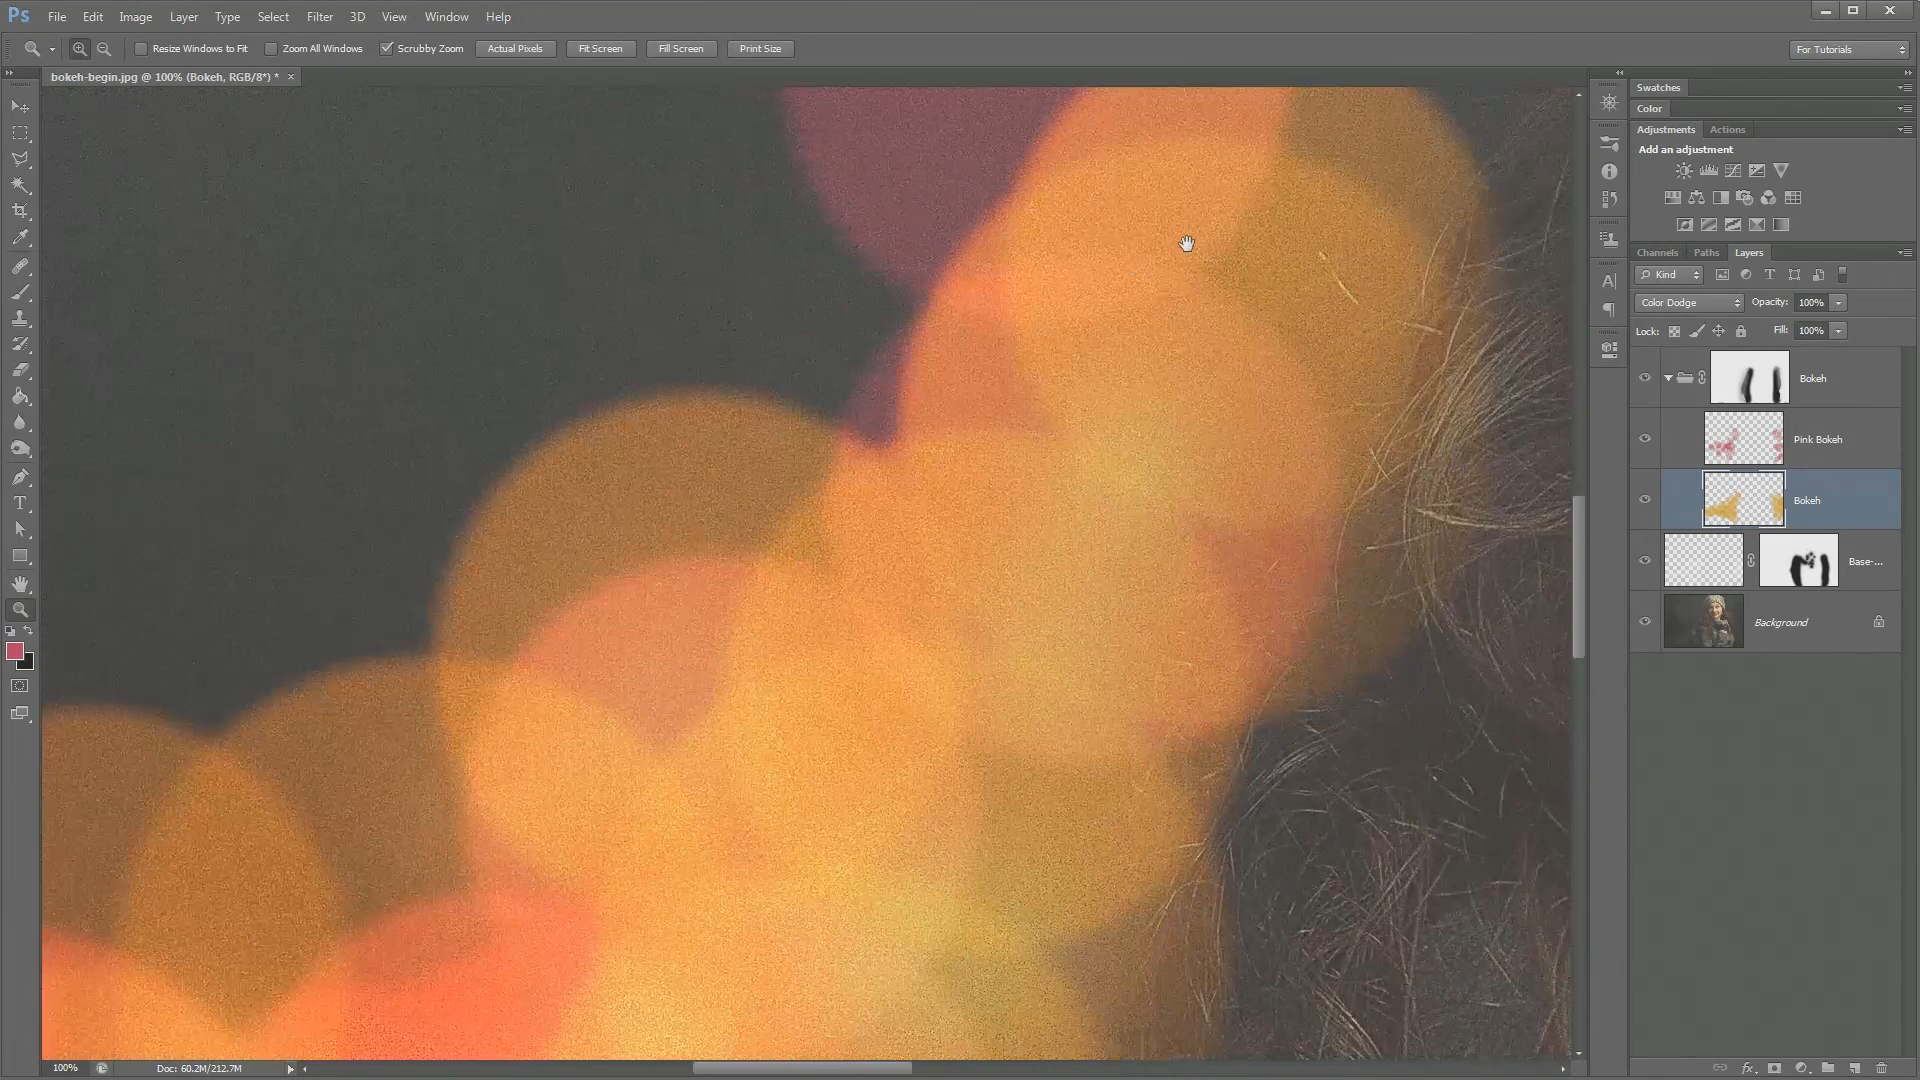 Ps File Edit Image Layer Type Select Filter 3D View Window Help
Resize Windows to Fit Zoom All Windows Scrubby Zoom Actual Pixels Fit Screen Fill Screen Print Size For Tutorials
bokeh-begin.jpg @ 100% (Bokeh, RGB/8*) * ×
Swatches
Color
Adjustments Actions
Add an adjustment
Channels Paths Layers
Kind
Color Dodge Opacity: 100%
Lock: Fill: 100%
Bokeh
Pink Bokeh
Bokeh
Base-...
Background
100% Doc: 60.2M/212.7M